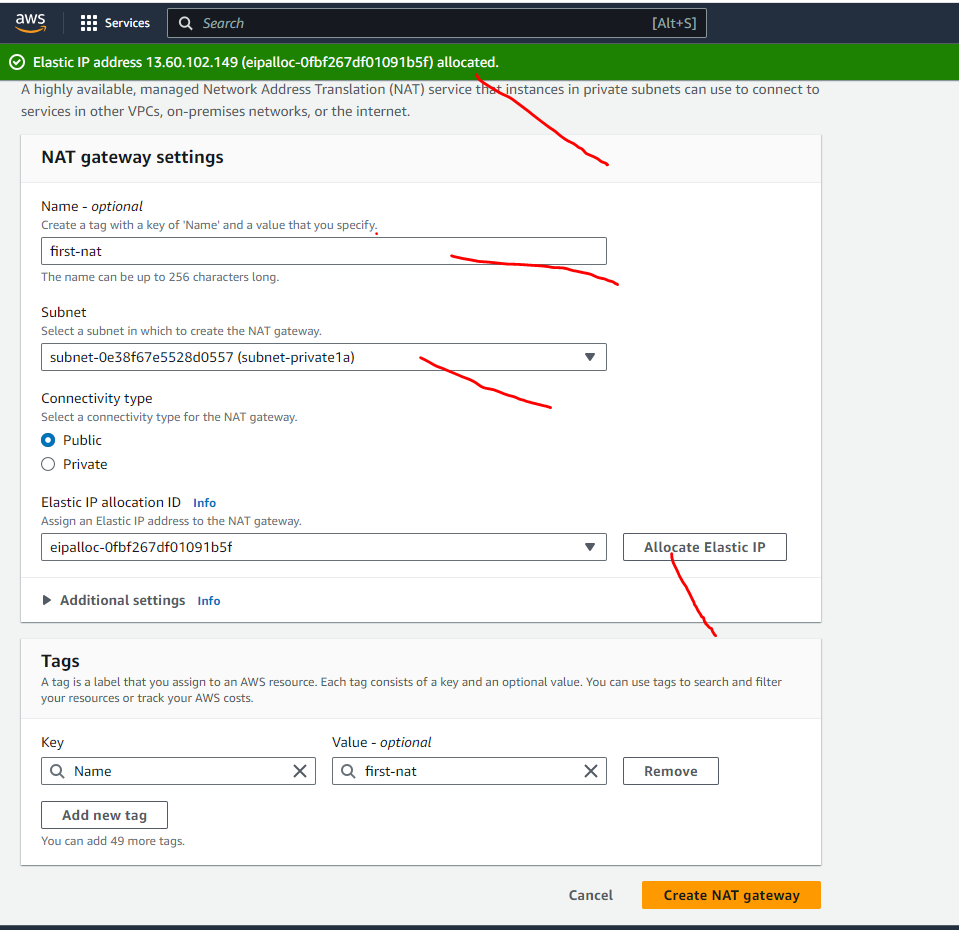 aws Services Search [Alt+S]
Elastic IP address 13.60.102.149 (eipalloc-0fbf267df01091b5f) allocated.
A highly available, managed Network Address Translation (NAT) service that instances in private subnets can use to connect to
services in other VPCs, on-premises networks, or the internet.
NAT gateway settings
Name - optional
Create a tag with a key of 'Name' and a value that you specify.
first-nat
The name can be up to 256 characters long.
Subnet
Select a subnet in which to create the NAT gateway.
subnet-0e38f67e5528d0557 (subnet-private1a)
Connectivity type
Select a connectivity type for the NAT gateway.
Public
Private
Elastic IP allocation ID Info
Assign an Elastic IP address to the NAT gateway.
eipalloc-0fbf267df01091b5f Allocate Elastic IP
Additional settings Info
Tags
A tag is a label that you assign to an AWS resource. Each tag consists of a key and an optional value. You can use tags to search and filter
your resources or track your AWS costs.
Key Value - optional
Name first-nat Remove
Add new tag
You can add 49 more tags.
Cancel Create NAT gateway